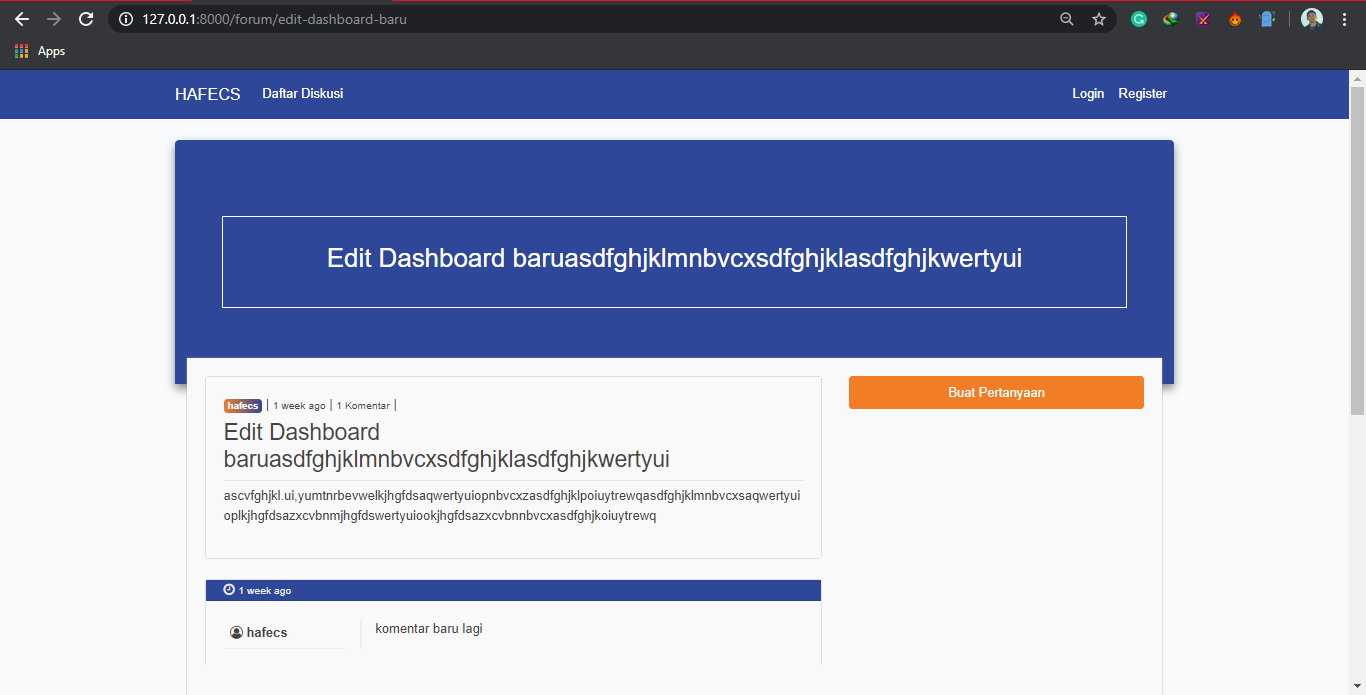 127.0.0.1:8000/forum/edit-dashboard-baru
Apps
HAFECS Daftar Diskusi Login Register
Edit Dashboard baruasdfghjklmnbvcxsdfghjklasdfghjkwertyui
hafecs | 1 week ago | 1 Komentar |
Buat Pertanyaan
Edit Dashboard
baruasdfghjklmnbvcxsdfghjklasdfghjkwertyui
ascvfghjkl.ui,yumtnrbevwelkjhgfdsaqwertyuiopnbvcxzasdfghjklpoiuytrewqasdfghjklmnbvcxsaqwertyui
oplkjhgfdsazxcvbnmjhgfdswertyuiookjhgfdsazxcvbnnbvcxasdfghjkoiuytrewq
1 week ago
hafecs
komentar baru lagi